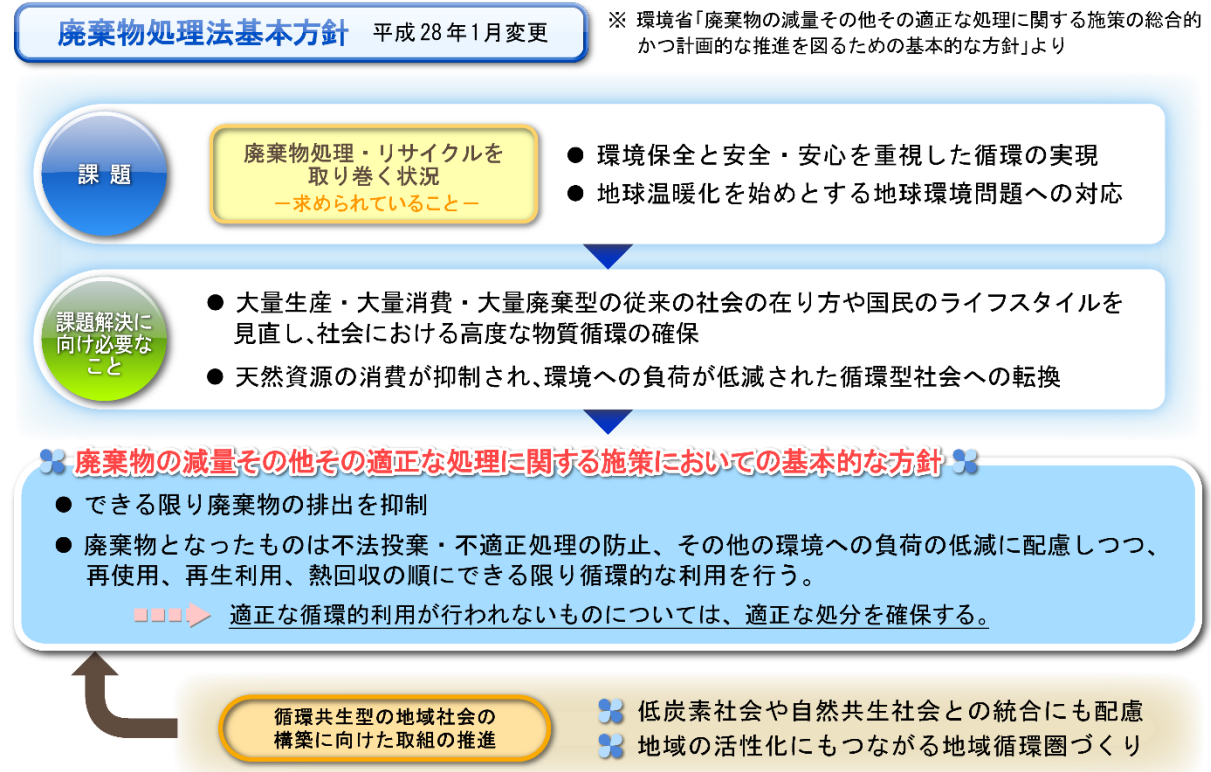 廃棄物処理法基本方針 平成28年1月変更
※ 環境省「廃棄物の減量その他その適正な処理に関する施策の総合的
かつ計画的な推進を図るための基本的な方針」より
課 題
廃棄物処理・リサイクルを
取り巻く状況
－求められていること－
● 環境保全と安全・安心を重視した循環の実現
● 地球温暖化を始めとする地球環境問題への対応
課題解決に
向け必要な
こと
● 大量生産・大量消費・大量廃棄型の従来の社会の在り方や国民のライフスタイルを
見直し、社会における高度な物質循環の確保
● 天然資源の消費が抑制され、環境への負荷が低減された循環型社会への転換
廃棄物の減量その他その適正な処理に関する施策においての基本的な方針
● できる限り廃棄物の排出を抑制
● 廃棄物となったものは不法投棄・不適正処理の防止、その他の環境への負荷の低減に配慮しつつ、
再使用、再生利用、熱回収の順にできる限り循環的な利用を行う。
適正な循環的利用が行われないものについては、適正な処分を確保する。
循環共生型の地域社会の
構築に向けた取組の推進
低炭素社会や自然共生社会との統合にも配慮
地域の活性化にもつながる地域循環圏づくり